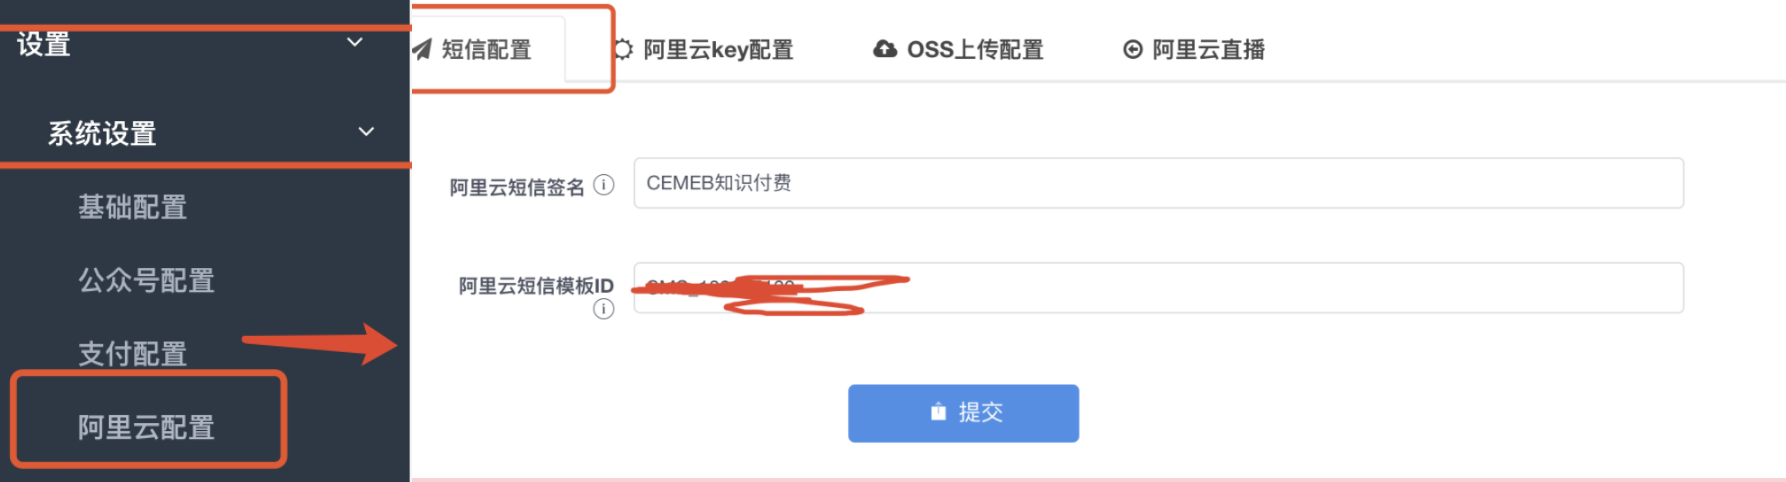 设置
系统设置
基础配置
公众号配置
支付配置
阿里云配置
短信配置
阿里云key配置
OSS上传配置
阿里云直播
阿里云短信签名
CEMEB知识付费
阿里云短信模板ID
提交